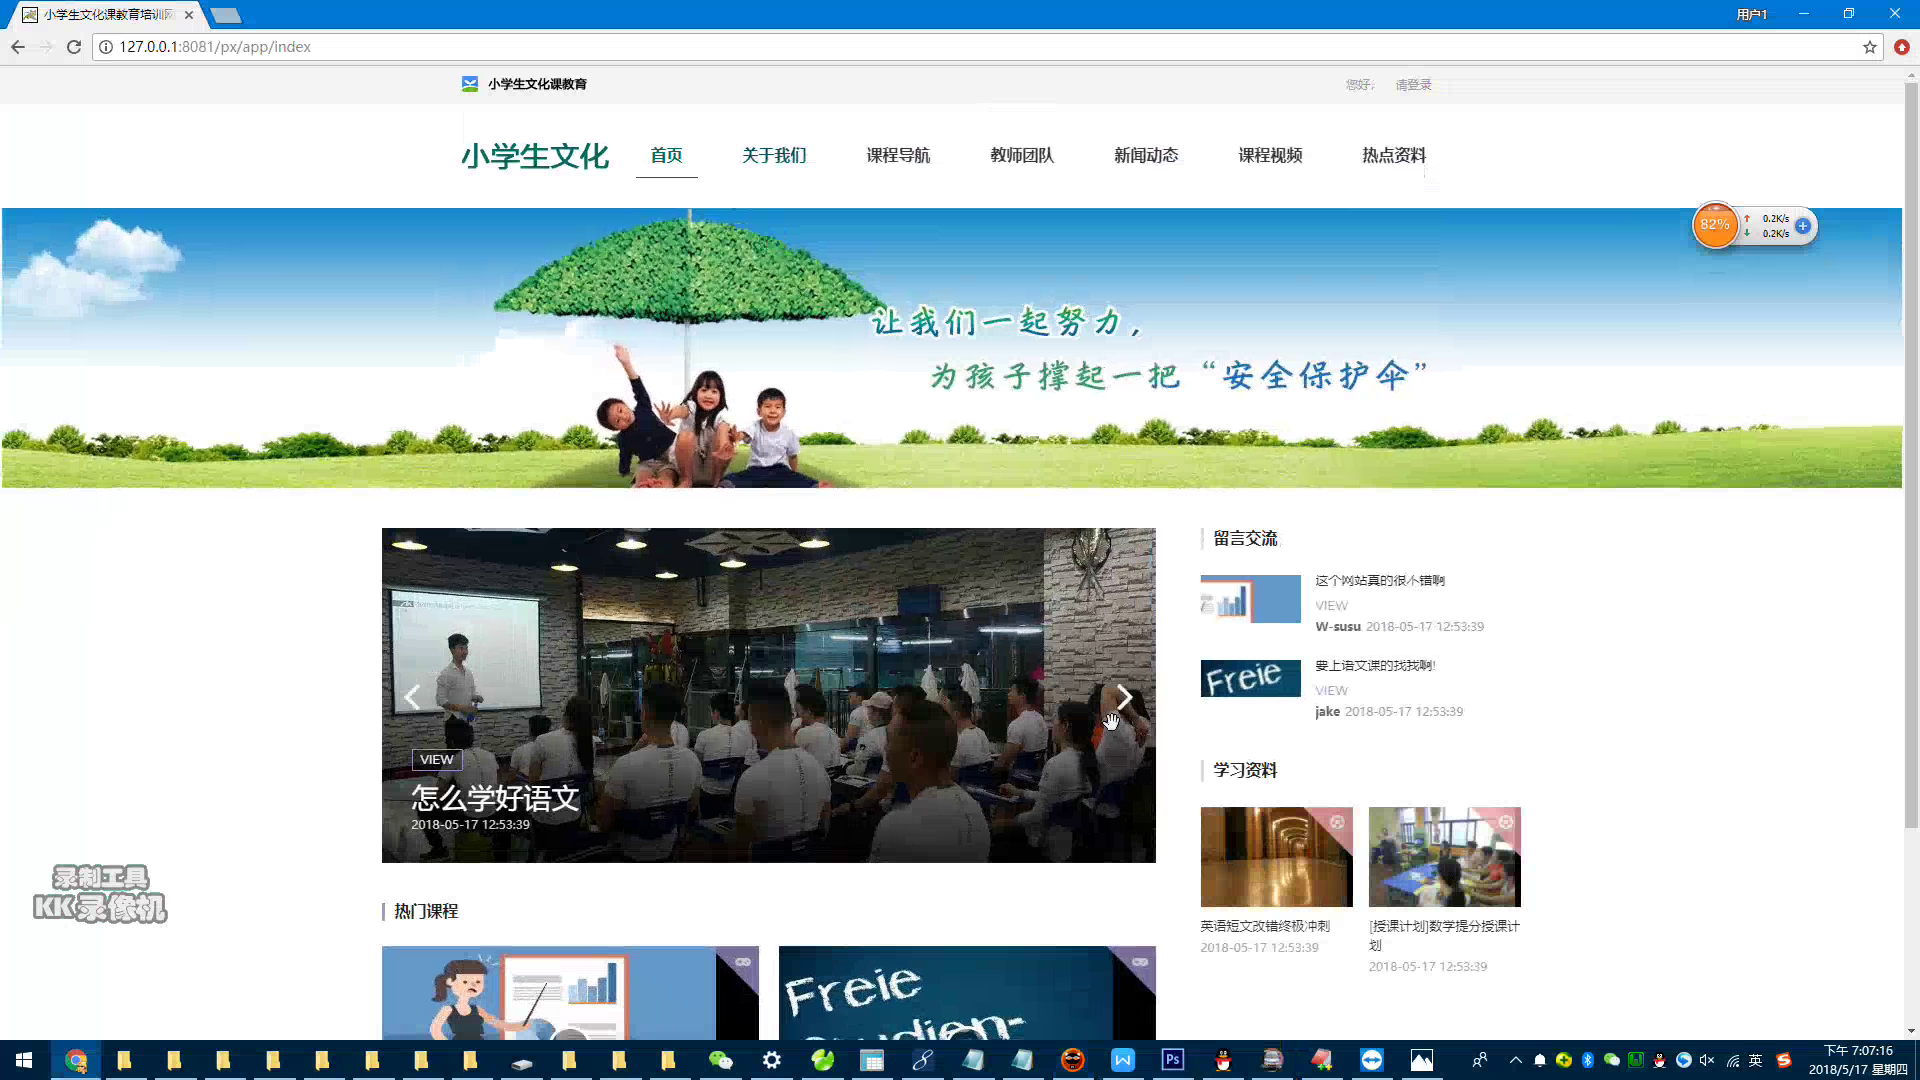 小学生文化课教育培训网
用户1
127.0.0.1:8081/px/app/index
小学生文化课教育
您好, 请登录
小学生文化
首页
关于我们
课程导航
教师团队
新闻动态
课程视频
热点资料
82%
0.2K/s
0.2K/s
让我们一起努力,
为孩子撑起一把“安全保护伞”
VIEW
怎么学好语文
2018-05-17 12:53:39
留言交流
这个网站真的很不错啊
VIEW
W-susu 2018-05-17 12:53:39
Freie
要上语文课的找我啊!
VIEW
jake 2018-05-17 12:53:39
学习资料
英语短文改错终极冲刺
2018-05-17 12:53:39
[授课计划]数学提分授课计
划
2018-05-17 12:53:39
热门课程
Freie
录制工具
KK录像机
英
下午 7:07:16
2018/5/17 星期四